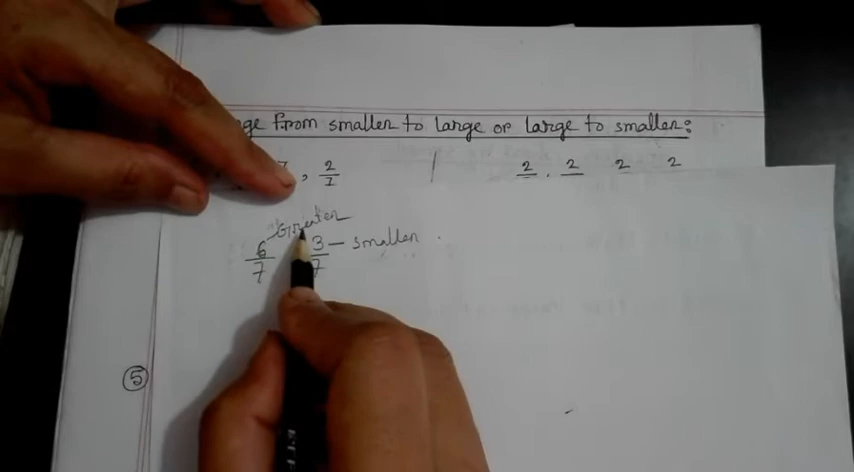 ge from smaller to large or large to smaller:
, 2/7 | 2 . 2 2 2
Greater
6/7 3/7 — smaller
5